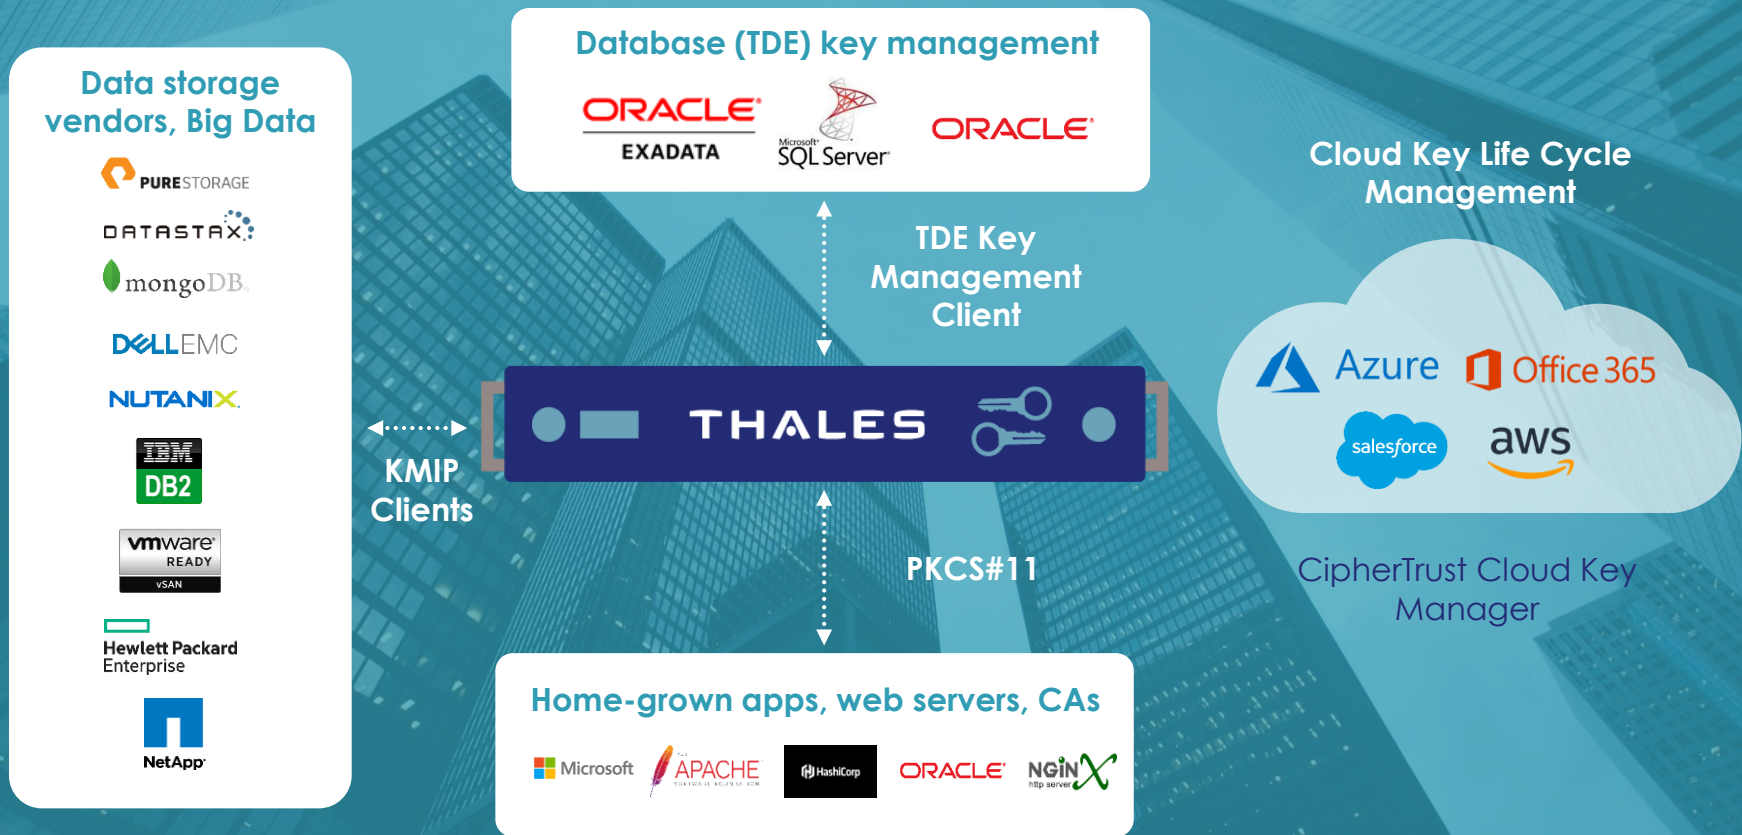 Database (TDE) key management
ORACLE®
EXADATA
Microsoft®
SQL Server®
ORACLE®
Data storage
vendors, Big Data
PURESTORAGE
DATASTAX
mongoDB
DELLEMC
NUTANIX
IBM
DB2
vmware®
READY
vSAN
Hewlett Packard
Enterprise
NetApp
TDE Key
Management
Client
KMIP
Clients
THALES
PKCS#11
Cloud Key Life Cycle
Management
Azure
Office 365
salesforce
aws
CipherTrust Cloud Key
Manager
Home-grown apps, web servers, CAs
Microsoft
THE
APACHE
SOFTWARE FOUNDATION
HashiCorp
ORACLE®
NGiNX
http server